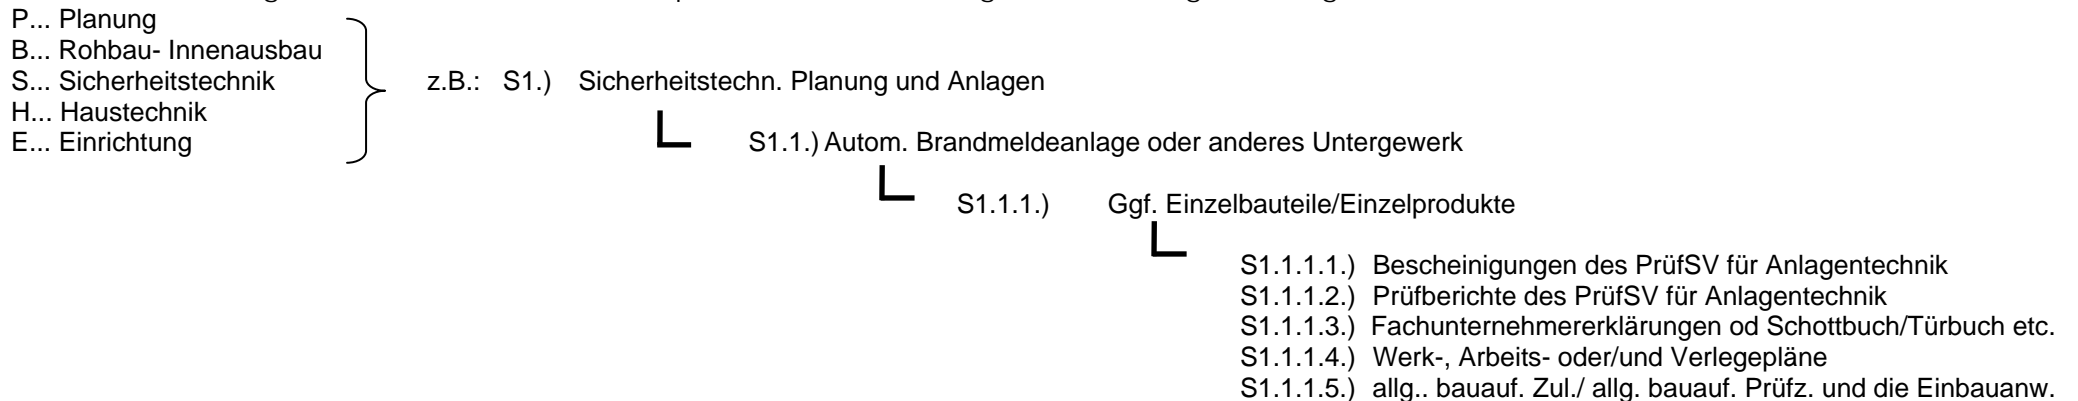 P... Planung
B... Rohbau- Innenausbau
S... Sicherheitstechnik
z.B.: S1.) Sicherheitstechn. Planung und Anlagen
H... Haustechnik
E... Einrichtung
S1.1.) Autom. Brandmeldeanlage oder anderes Untergewerk
S1.1.1.) Ggf. Einzelbauteile/Einzelprodukte
S1.1.1.1.) Bescheinigungen des PrüfSV für Anlagentechnik
S1.1.1.2.) Prüfberichte des PrüfSV für Anlagentechnik
S1.1.1.3.) Fachunternehmererklärungen od Schottbuch/Türbuch etc.
S1.1.1.4.) Werk-, Arbeits- oder/und Verlegepläne
S1.1.1.5.) allg.. bauauf. Zul./ allg. bauauf. Prüfz. und die Einbauanw.